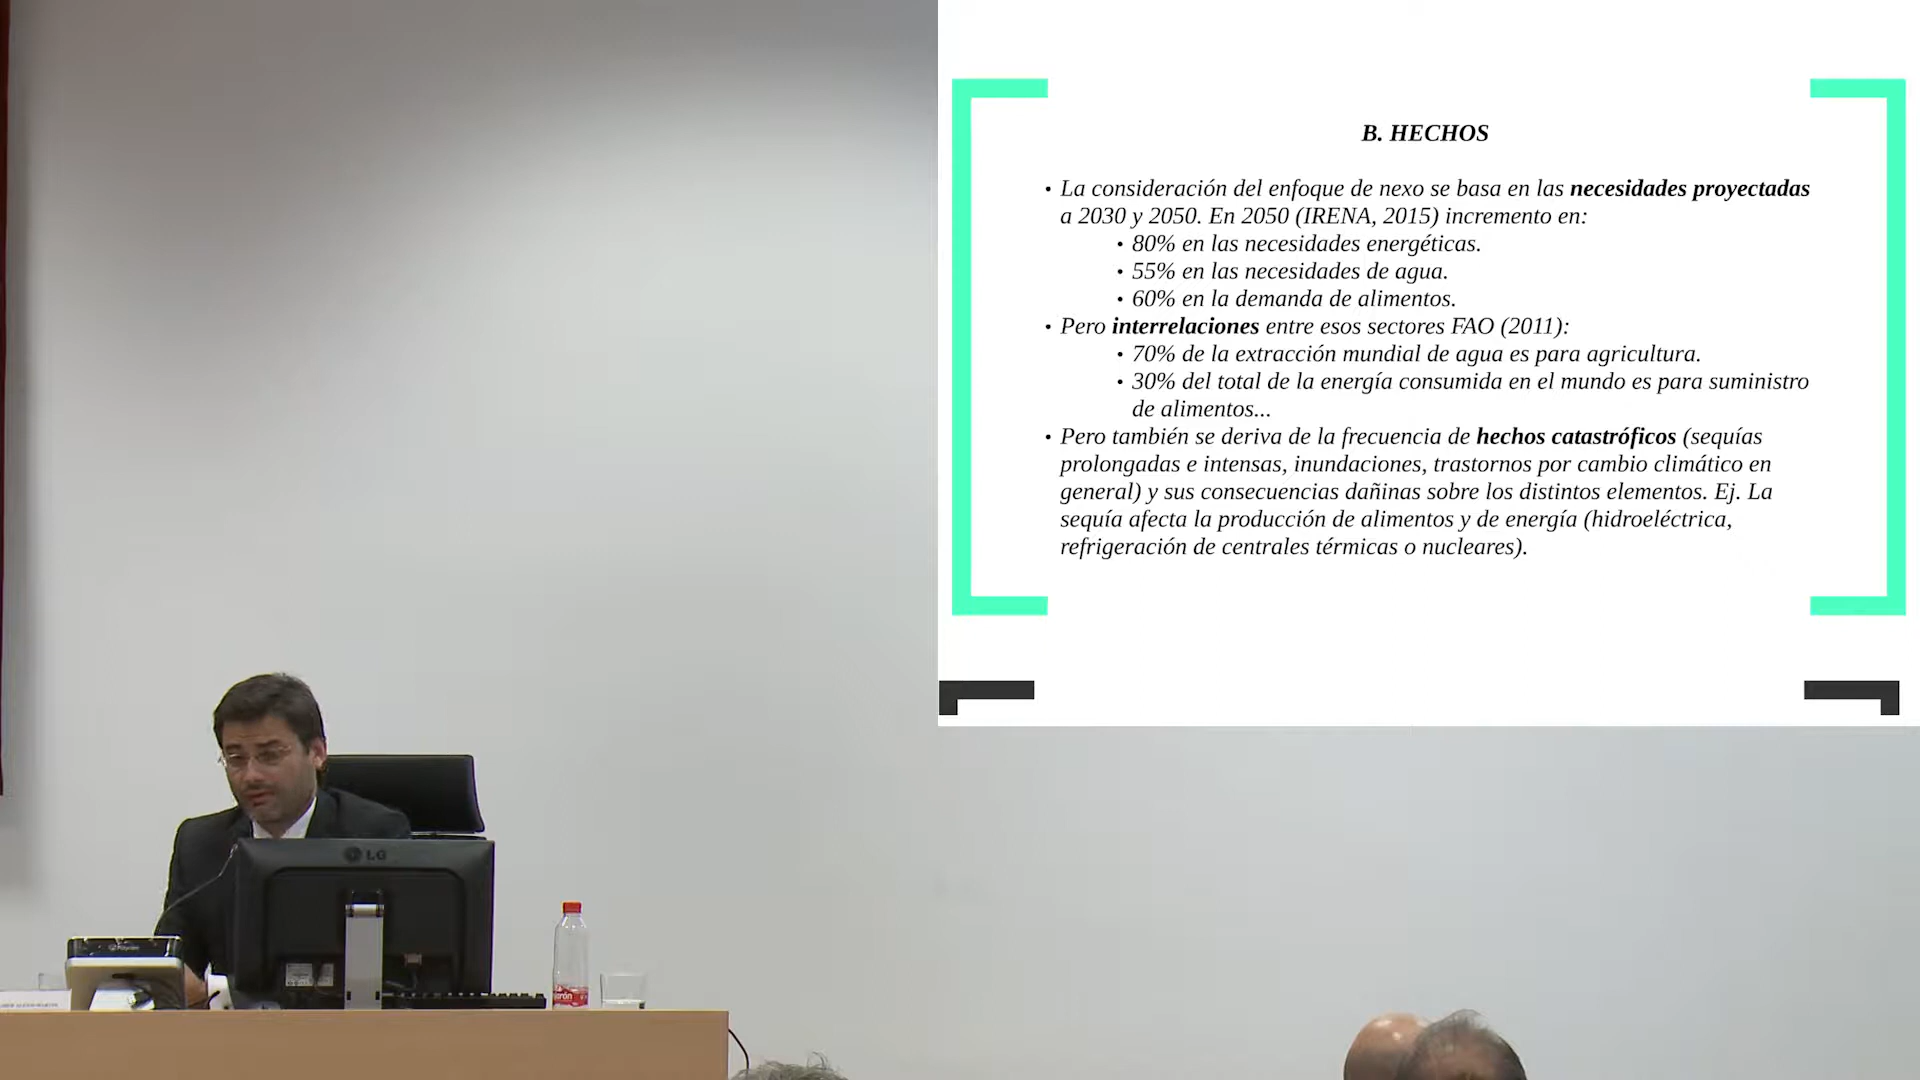 B. HECHOS
• La consideración del enfoque de nexo se basa en las necesidades proyectadas
a 2030 y 2050. En 2050 (IRENA, 2015) incremento en:
• 80% en las necesidades energéticas.
• 55% en las necesidades de agua.
• 60% en la demanda de alimentos.
• Pero interrelaciones entre esos sectores FAO (2011):
• 70% de la extracción mundial de agua es para agricultura.
• 30% del total de la energía consumida en el mundo es para suministro
de alimentos...
• Pero también se deriva de la frecuencia de hechos catastróficos (sequías
prolongadas e intensas, inundaciones, trastornos por cambio climático en
general) y sus consecuencias dañinas sobre los distintos elementos. Ej. La
sequía afecta la producción de alimentos y de energía (hidroeléctrica,
refrigeración de centrales térmicas o nucleares).
LG